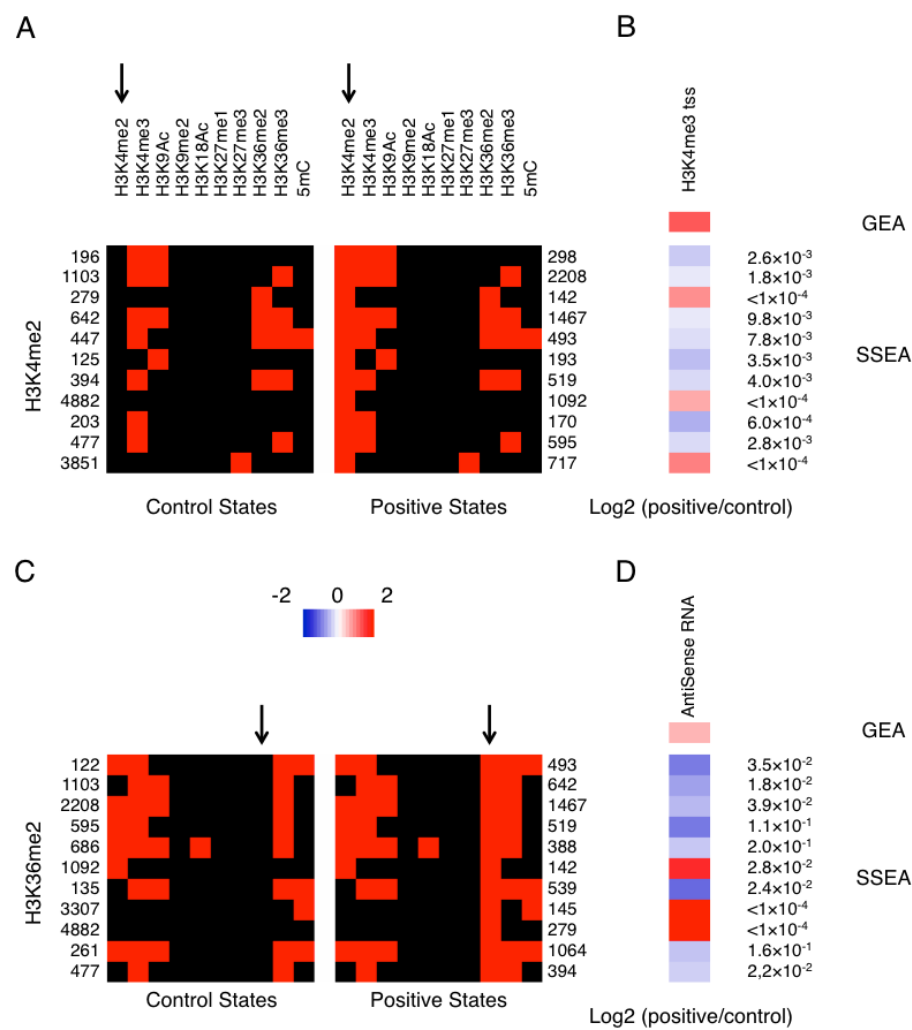 A
B
H3K4me2
H3K4me3
H3K9Ac
H3K9me2
H3K18Ac
H3K27me1
H3K27me3
H3K36me2
H3K36me3
5mC
H3K4me2
H3K4me3
H3K9Ac
H3K9me2
H3K18Ac
H3K27me1
H3K27me3
H3K36me2
H3K36me3
5mC
H3K4me3 tss
GEA
H3K4me2
196 298 2.6×10⁻³
1103 2208 1.8×10⁻³
279 142 <1×10⁻⁴
642 1467 9.8×10⁻³
447 493 7.8×10⁻³
125 193 3.5×10⁻³
394 519 4.0×10⁻³
4882 1092 <1×10⁻⁴
203 170 6.0×10⁻⁴
477 595 2.8×10⁻³
3851 717 <1×10⁻⁴
SSEA
Control States
Positive States
Log2 (positive/control)
C
D
-2 0 2
AntiSense RNA
GEA
H3K36me2
122 493 3.5×10⁻²
1103 642 1.8×10⁻²
2208 1467 3.9×10⁻²
595 519 1.1×10⁻¹
686 388 2.0×10⁻¹
1092 142 2.8×10⁻²
135 539 2.4×10⁻²
3307 145 <1×10⁻⁴
4882 279 <1×10⁻⁴
261 1064 1.6×10⁻¹
477 394 2,2×10⁻²
SSEA
Control States
Positive States
Log2 (positive/control)